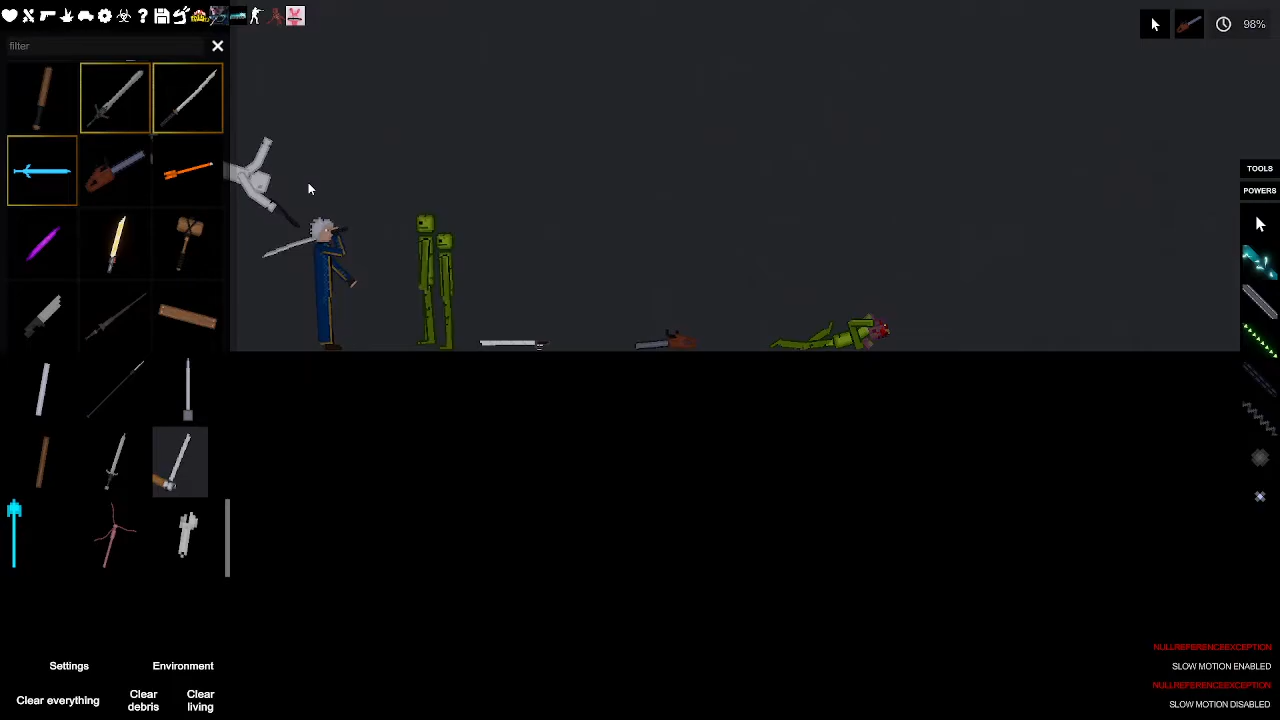 filter
98%
TOOLS
POWERS
NULLREFERENCEEXCEPTION
SLOW MOTION ENABLED
NULLREFERENCEEXCEPTION
SLOW MOTION DISABLED
Settings
Environment
Clear everything
Clear
debris
Clear
living